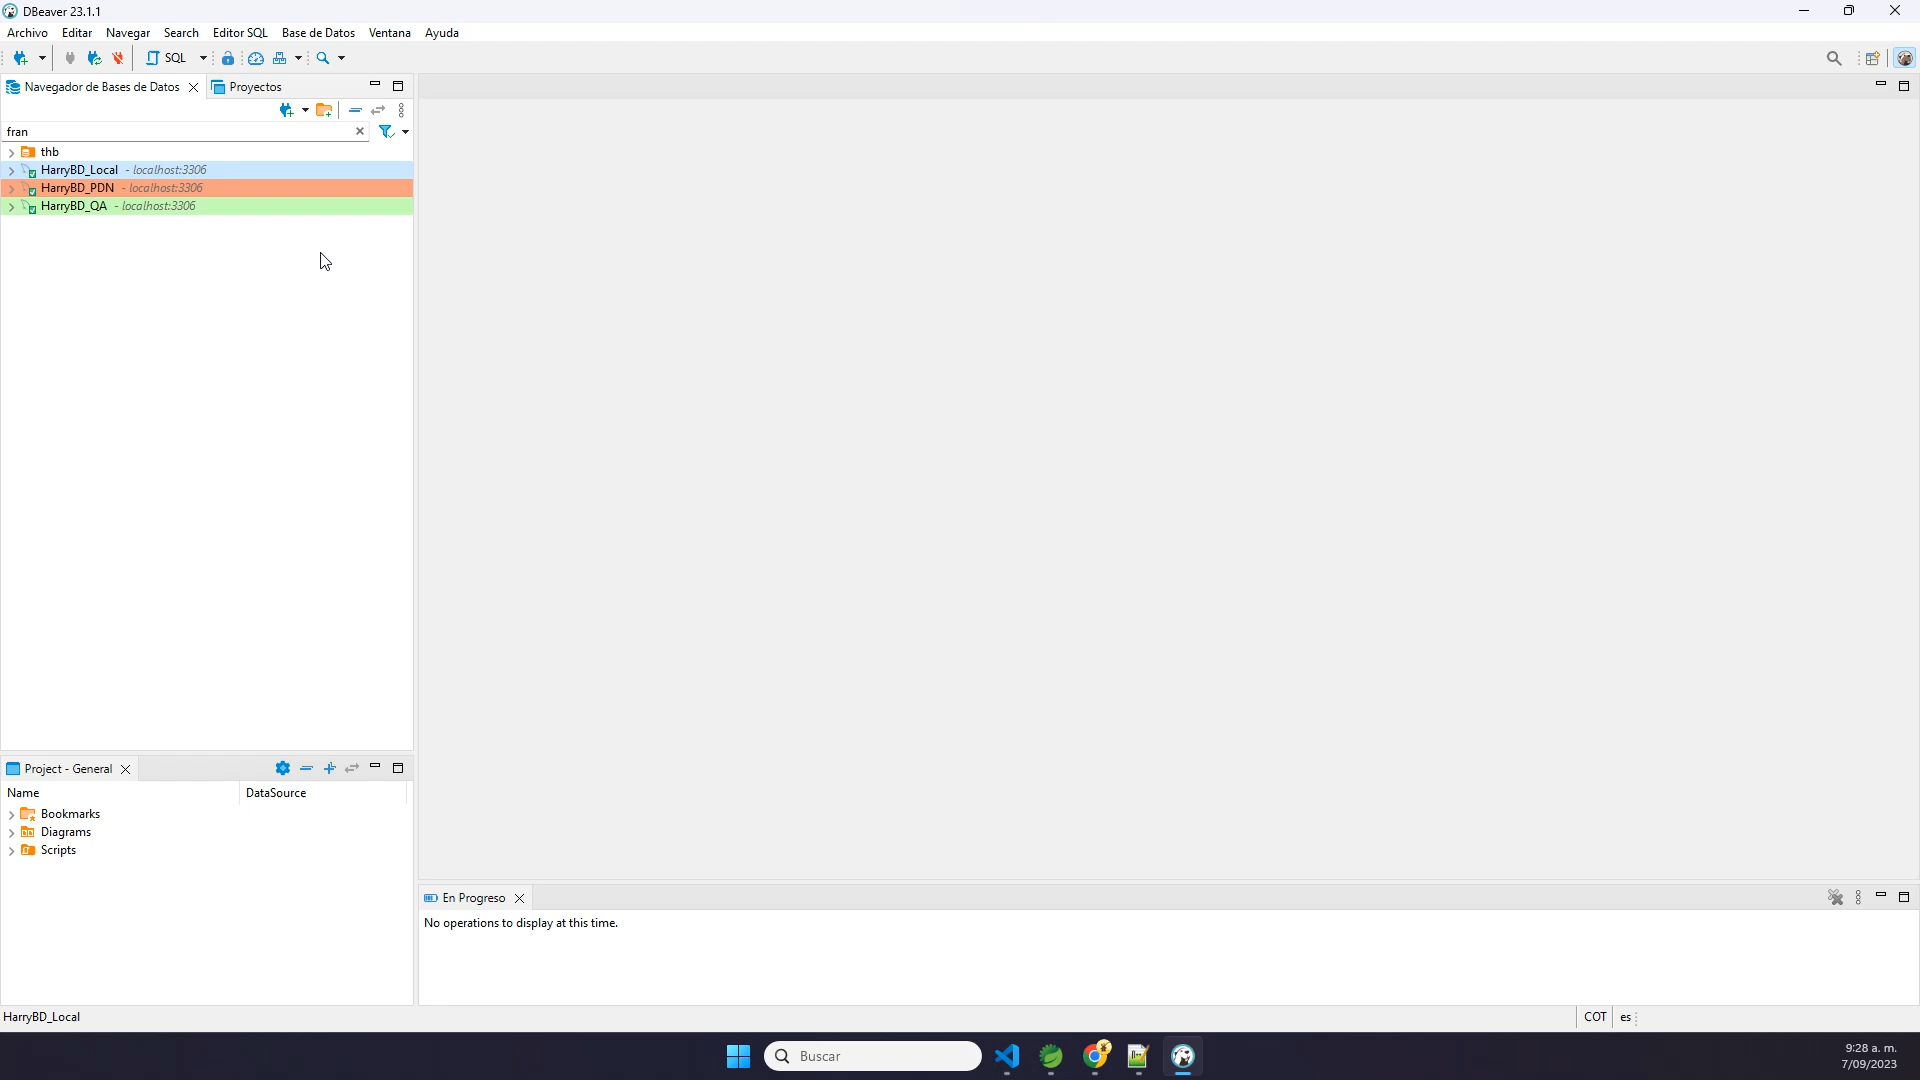 DBeaver 23.1.1
Archivo Editar Navegar Search Editor SQL Base de Datos Ventana Ayuda
SQL
Navegador de Bases de Datos Proyectos
fran
thb
HarryBD_Local - localhost:3306
HarryBD_PDN - localhost:3306
HarryBD_QA - localhost:3306
Project - General
Name DataSource
Bookmarks
Diagrams
Scripts
En Progreso
No operations to display at this time.
HarryBD_Local COT es
Buscar
9:28 a. m.
7/09/2023